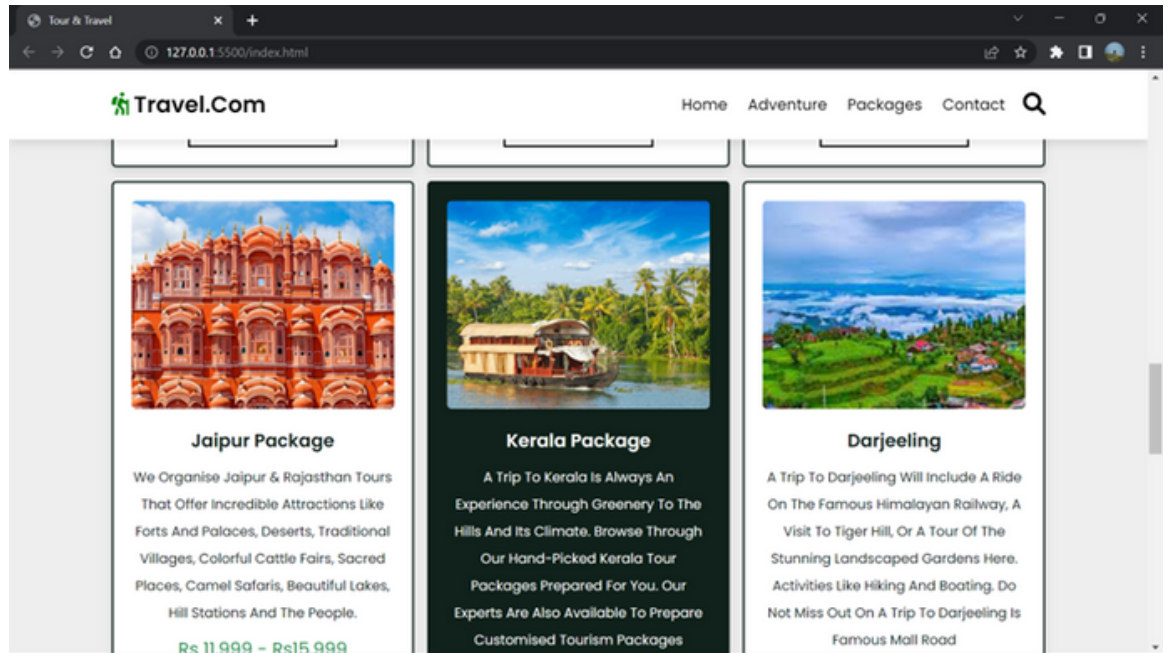 Tour & Travel
127.0.0.1:5500/index.html
Travel.Com
Home Adventure Packages Contact
Jaipur Package
We Organise Jaipur & Rajasthan Tours
That Offer Incredible Attractions Like
Forts And Palaces, Deserts, Traditional
Villages, Colorful Cattle Fairs, Sacred
Places, Camel Safaris, Beautiful Lakes,
Hill Stations And The People.
Rs 11,999 - Rs15,999
Kerala Package
A Trip To Kerala Is Always An
Experience Through Greenery To The
Hills And Its Climate. Browse Through
Our Hand-Picked Kerala Tour
Packages Prepared For You. Our
Experts Are Also Available To Prepare
Customised Tourism Packages
Darjeeling
A Trip To Darjeeling Will Include A Ride
On The Famous Himalayan Railway, A
Visit To Tiger Hill, Or A Tour Of The
Stunning Landscaped Gardens Here.
Activities Like Hiking And Boating. Do
Not Miss Out On A Trip To Darjeeling Is
Famous Mall Road